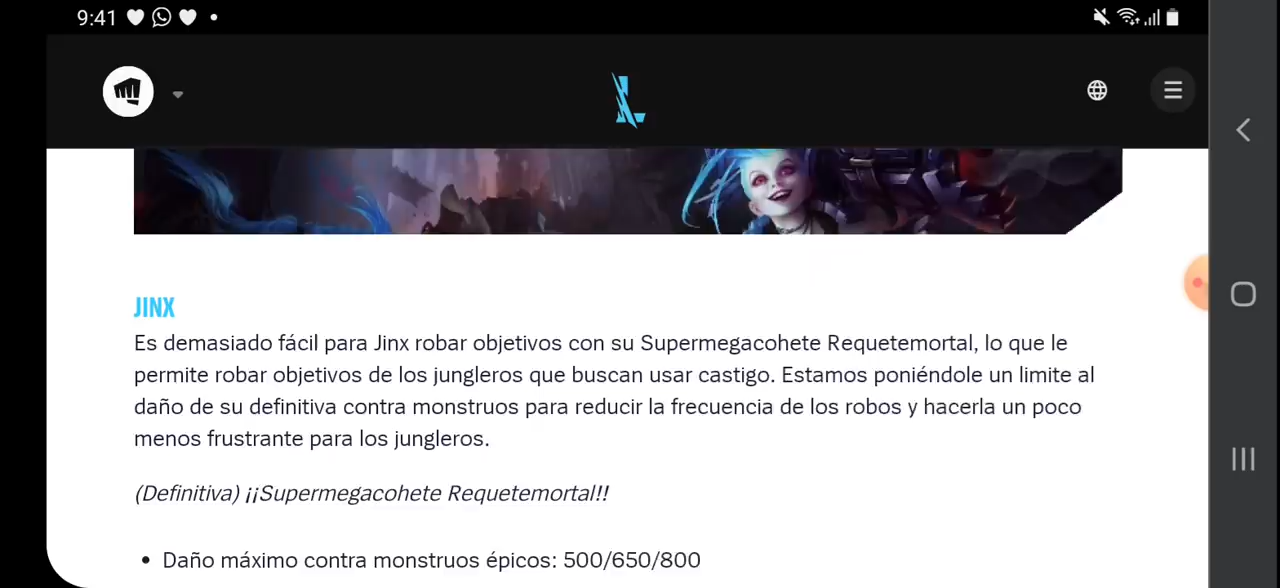 9:41
JINX
Es demasiado fácil para Jinx robar objetivos con su Supermegacohete Requetemortal, lo que le
permite robar objetivos de los jungleros que buscan usar castigo. Estamos poniéndole un limite al
daño de su definitiva contra monstruos para reducir la frecuencia de los robos y hacerla un poco
menos frustrante para los jungleros.
(Definitiva) ¡¡Supermegacohete Requetemortal!!
• Daño máximo contra monstruos épicos: 500/650/800